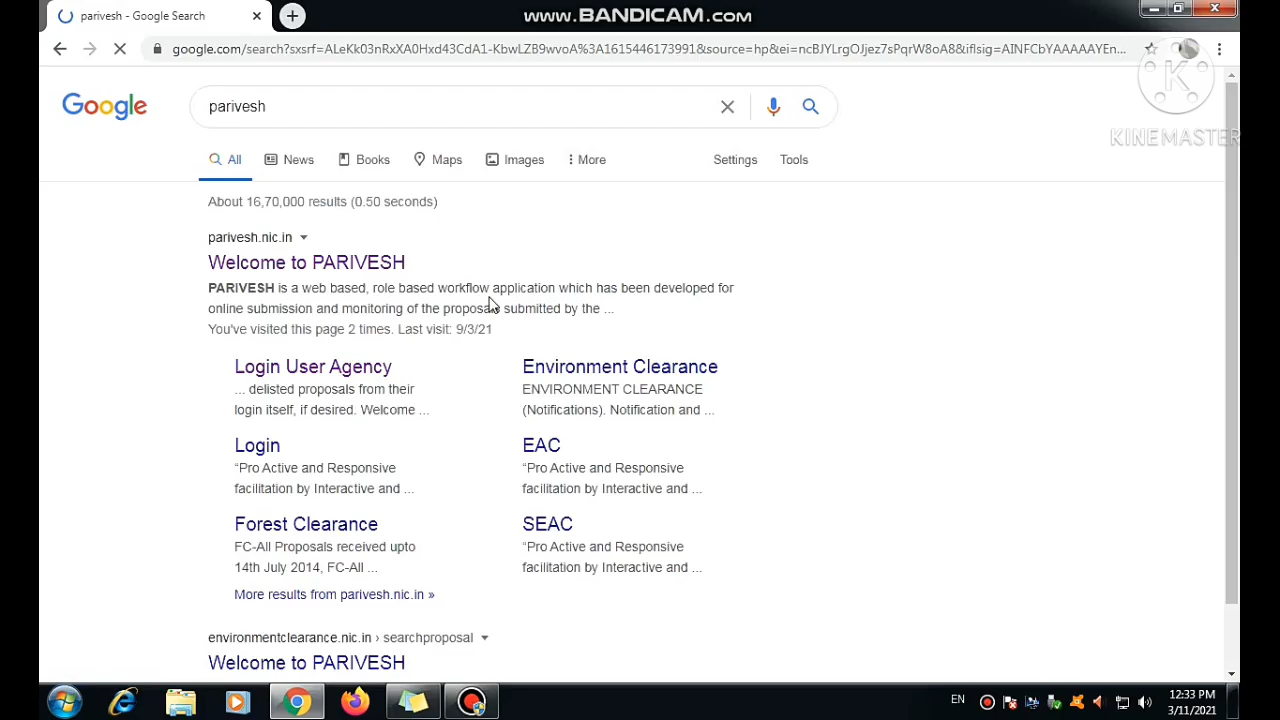 parivesh - Google Search
www.BANDICAM.com
google.com/search?sxsrf=ALeKk03nRxXA0Hxd43CdA1-KbwLZB9wvoA%3A1615446173991&source=hp&ei=ncBJYLrgOJjez7sPqrW8oA8&iflsig=AINFCbYAAAAAYEn...
K
KINEMASTER
Google
parivesh
All News Books Maps Images More Settings Tools
About 16,70,000 results (0.50 seconds)
parivesh.nic.in
Welcome to PARIVESH
PARIVESH is a web based, role based workflow application which has been developed for
online submission and monitoring of the proposals submitted by the ...
You've visited this page 2 times. Last visit: 9/3/21
Login User Agency
... delisted proposals from their
login itself, if desired. Welcome ...
Environment Clearance
ENVIRONMENT CLEARANCE
(Notifications). Notification and ...
Login
“Pro Active and Responsive
facilitation by Interactive and ...
EAC
“Pro Active and Responsive
facilitation by Interactive and ...
Forest Clearance
FC-All Proposals received upto
14th July 2014, FC-All ...
SEAC
“Pro Active and Responsive
facilitation by Interactive and ...
More results from parivesh.nic.in »
environmentclearance.nic.in › searchproposal
Welcome to PARIVESH
EN
12:33 PM
3/11/2021